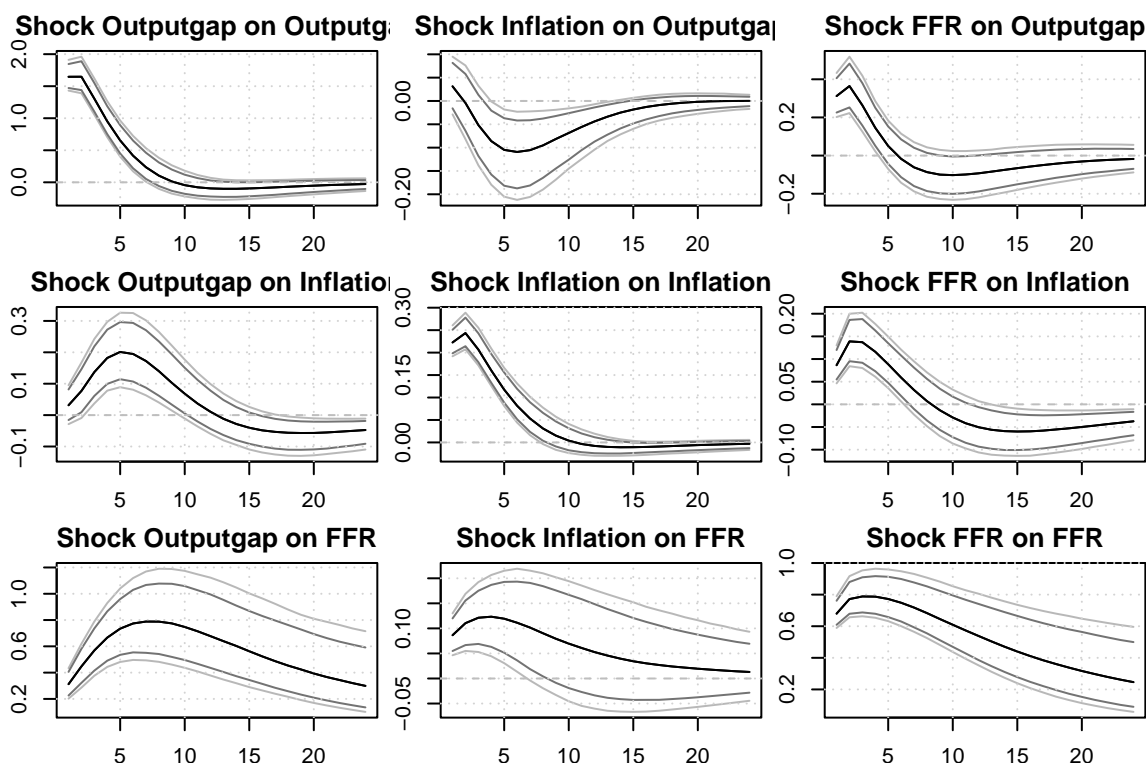 Shock Outputgap on Outputga
2.0
1.0
0.0
5 10 15 20
Shock Inflation on Outputgap
0.00
−0.20
5 10 15 20
Shock FFR on Outputgap
0.2
−0.2
5 10 15 20
Shock Outputgap on Inflation
0.3
0.1
−0.1
5 10 15 20
Shock Inflation on Inflation
0.30
0.15
0.00
5 10 15 20
Shock FFR on Inflation
0.20
0.05
−0.10
5 10 15 20
Shock Outputgap on FFR
1.0
0.6
0.2
5 10 15 20
Shock Inflation on FFR
0.10
−0.05
5 10 15 20
Shock FFR on FFR
1.0
0.6
0.2
5 10 15 20